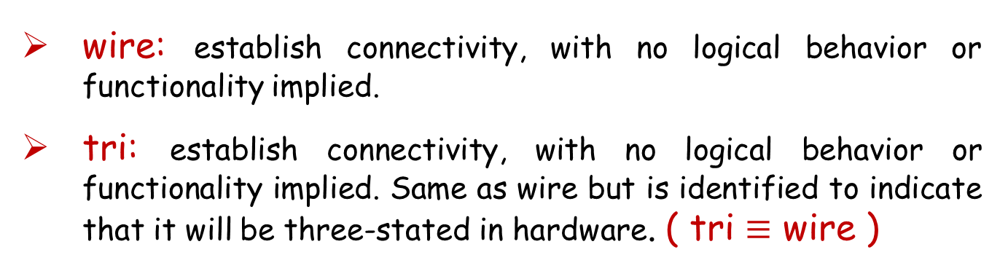 ➢ wire: establish connectivity, with no logical behavior or
functionality implied.
➢ tri: establish connectivity, with no logical behavior or
functionality implied. Same as wire but is identified to indicate
that it will be three-stated in hardware. ( tri ≡ wire )